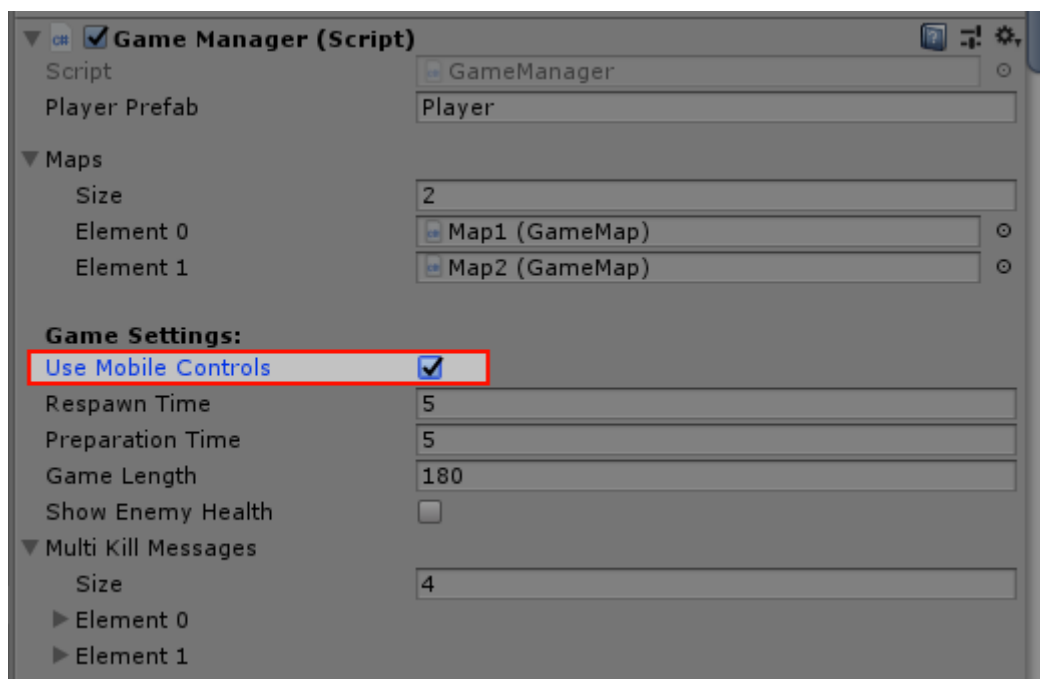 Game Manager (Script)
Script GameManager
Player Prefab Player
Maps
Size 2
Element 0 Map1 (GameMap)
Element 1 Map2 (GameMap)
Game Settings:
Use Mobile Controls
Respawn Time 5
Preparation Time 5
Game Length 180
Show Enemy Health
Multi Kill Messages
Size 4
Element 0
Element 1